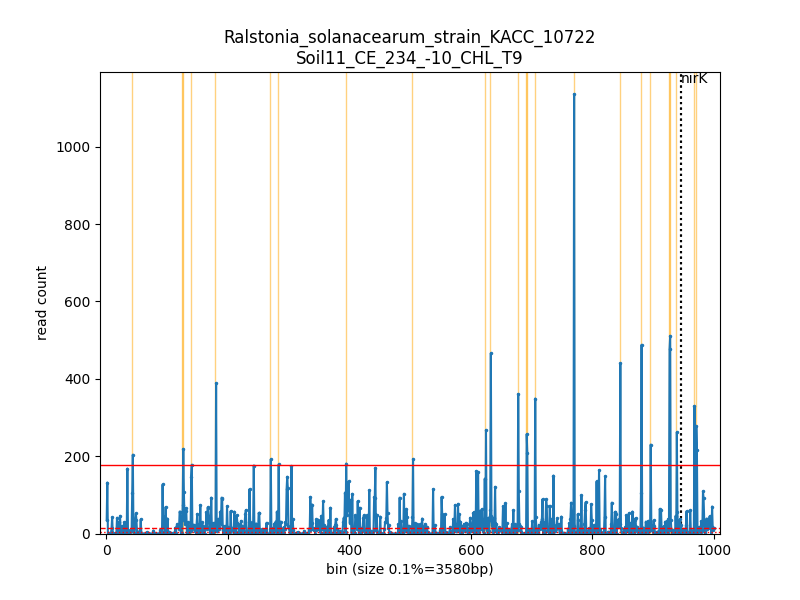 Ralstonia_solanacearum_strain_KACC_10722
Soil11_CE_234_-10_CHL_T9
nirK
1000
800
600
400
200
0
read count
0 200 400 600 800 1000
bin (size 0.1%=3580bp)